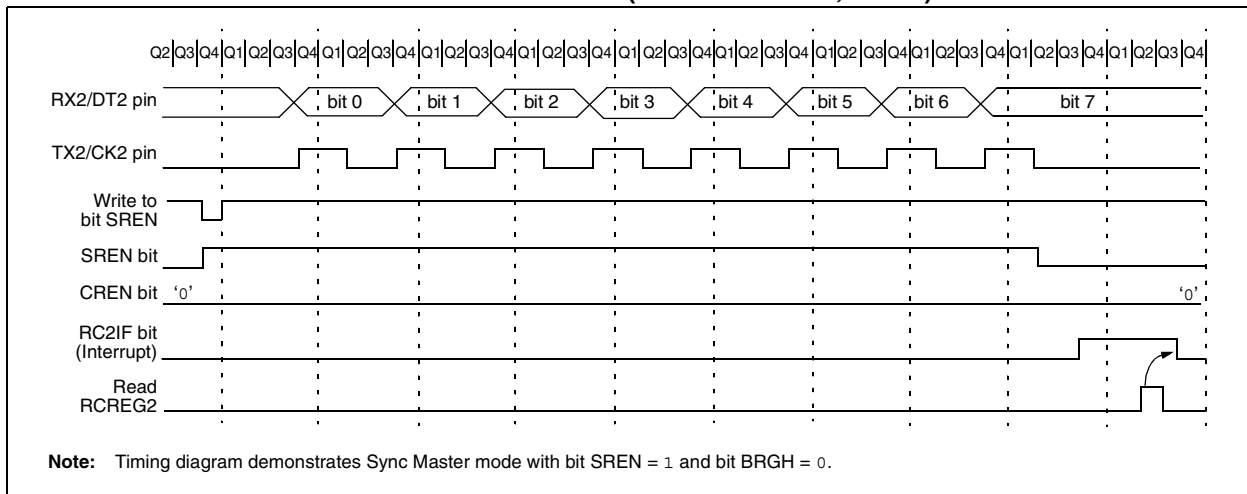 Q2 Q3 Q4 Q1 Q2 Q3 Q4 Q1 Q2 Q3 Q4 Q1 Q2 Q3 Q4 Q1 Q2 Q3 Q4 Q1 Q2 Q3 Q4 Q1 Q2 Q3 Q4 Q1 Q2 Q3 Q4 Q1 Q2 Q3 Q4 Q1 Q2 Q3 Q4 Q1 Q2 Q3 Q4
RX2/DT2 pin bit 0 bit 1 bit 2 bit 3 bit 4 bit 5 bit 6 bit 7
TX2/CK2 pin
Write to
bit SREN
SREN bit
CREN bit ‘0’ ‘0’
RC2IF bit
(Interrupt)
Read
RCREG2
Note: Timing diagram demonstrates Sync Master mode with bit SREN = 1 and bit BRGH = 0.